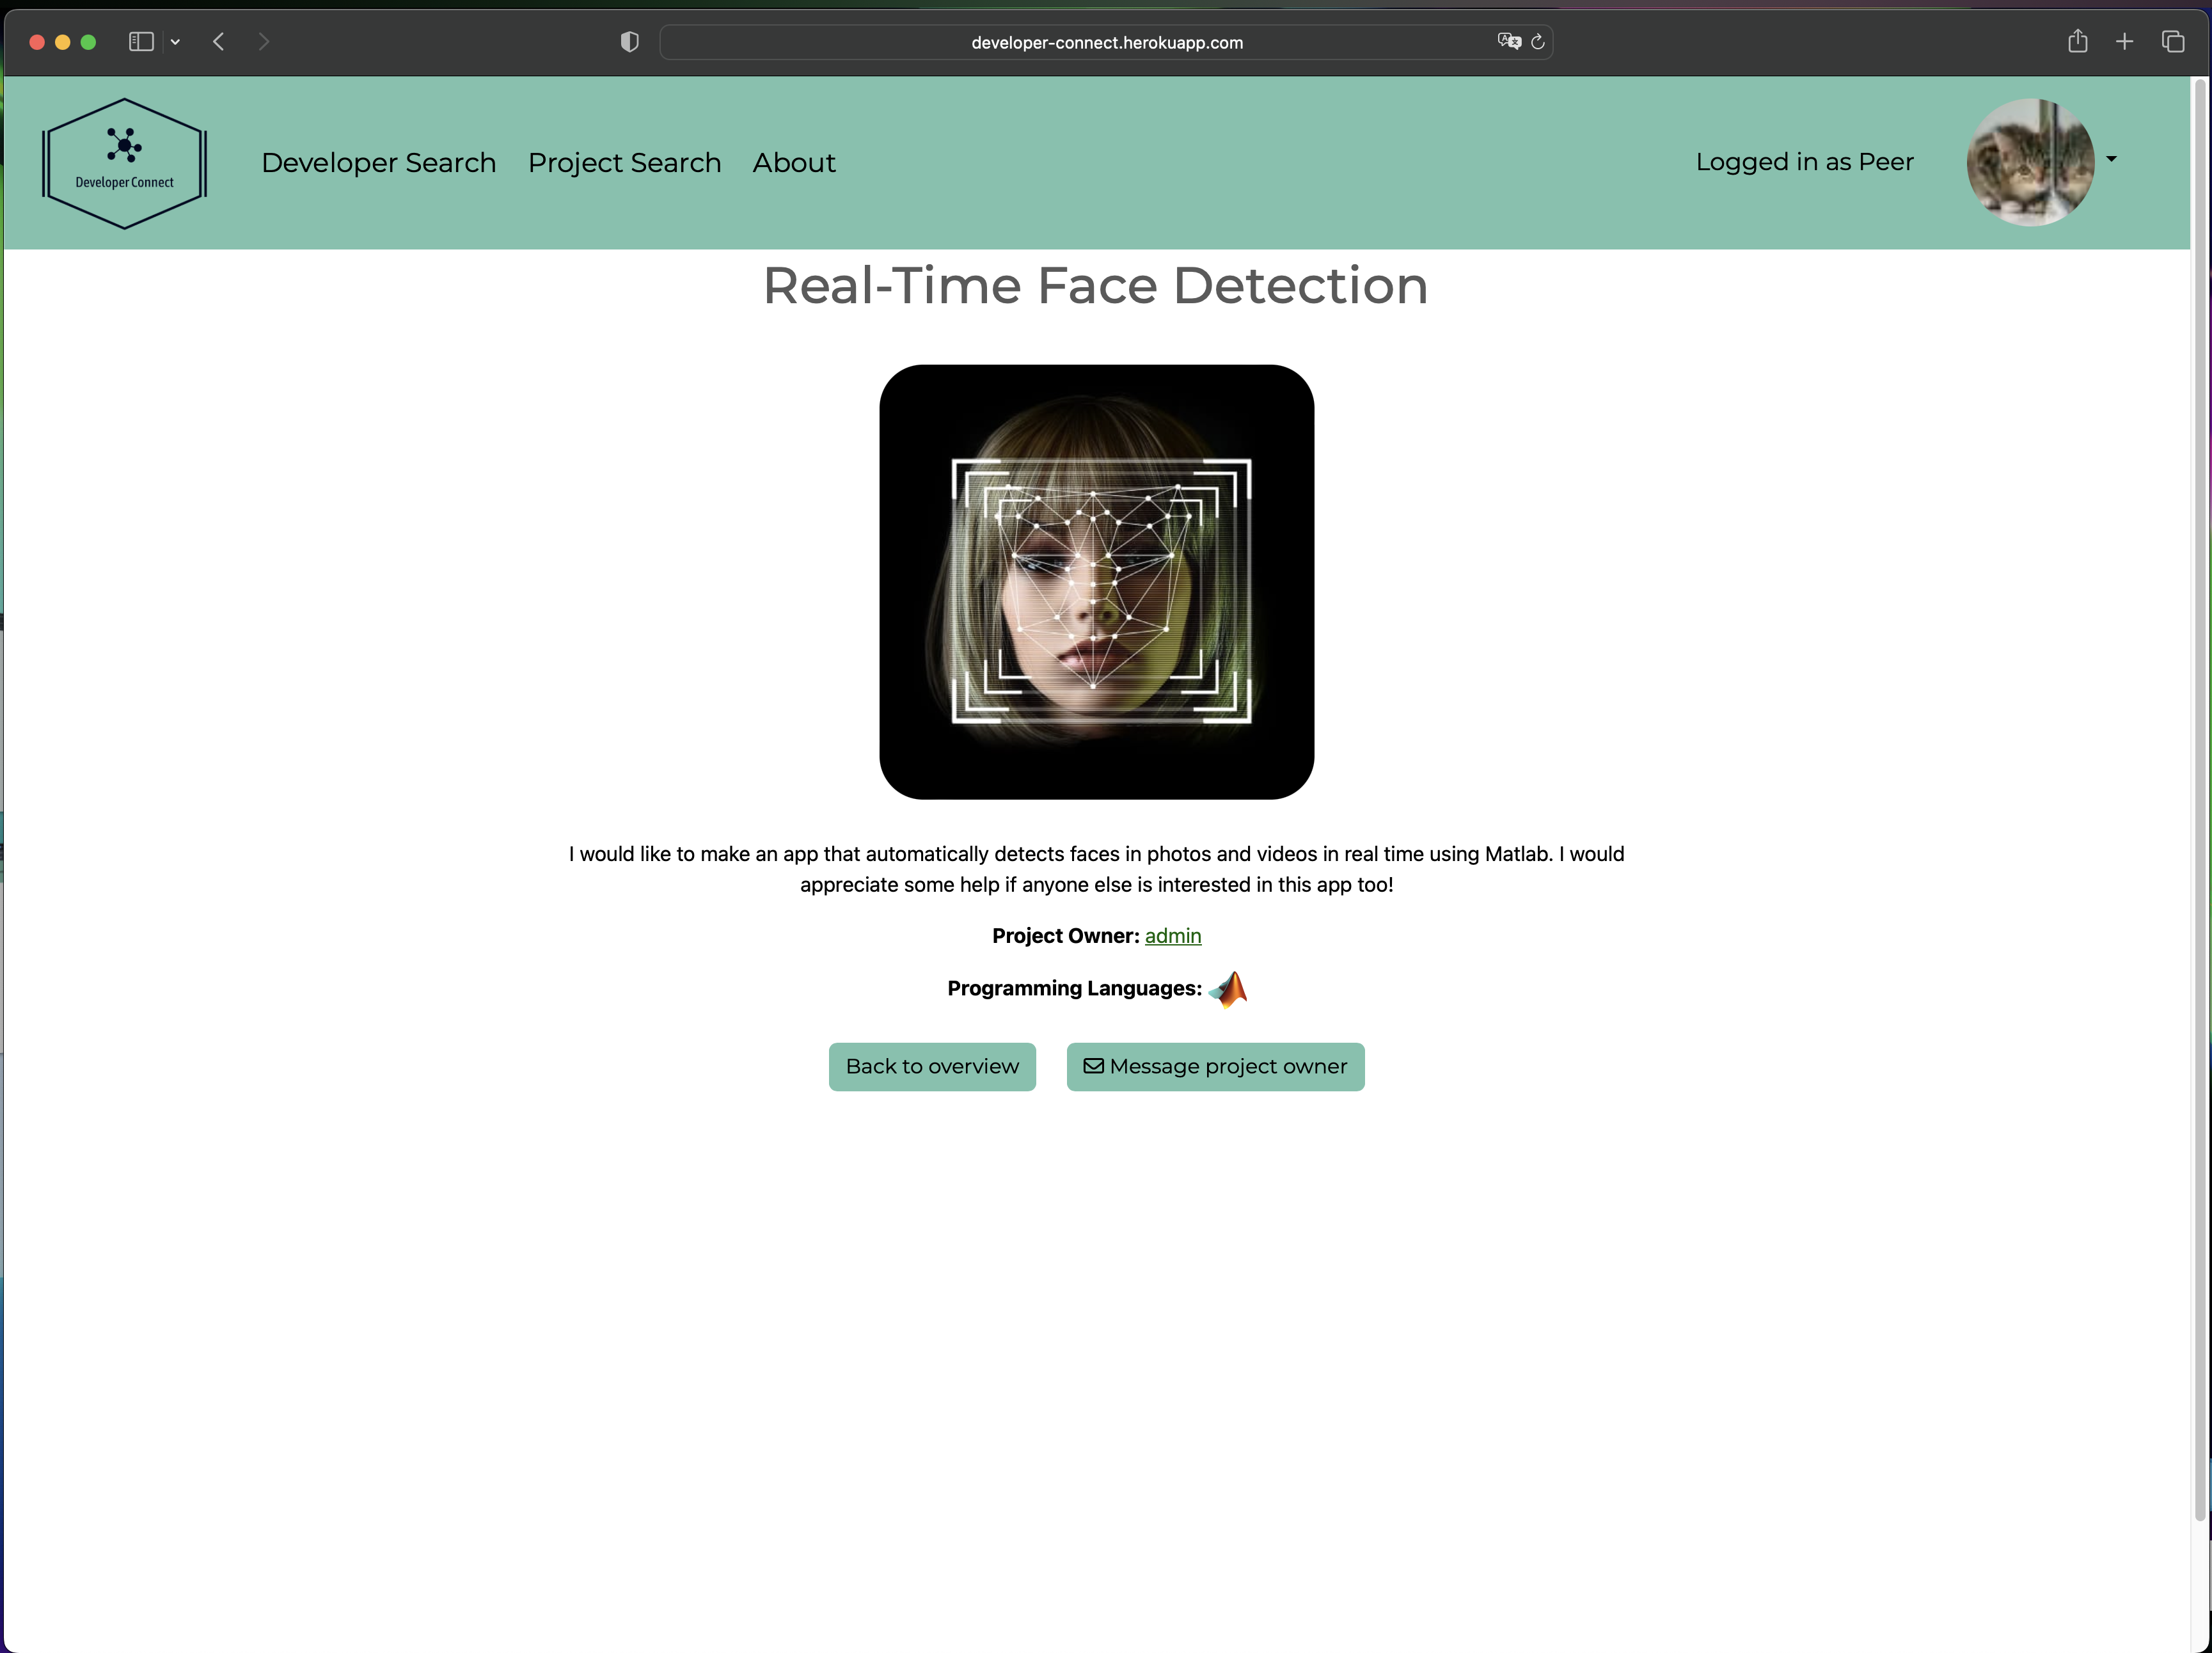 developer-connect.herokuapp.com
Developer Connect
Developer Search
Project Search
About
Logged in as Peer
Real-Time Face Detection
I would like to make an app that automatically detects faces in photos and videos in real time using Matlab. I would
appreciate some help if anyone else is interested in this app too!
Project Owner: admin
Programming Languages:
Back to overview
Message project owner